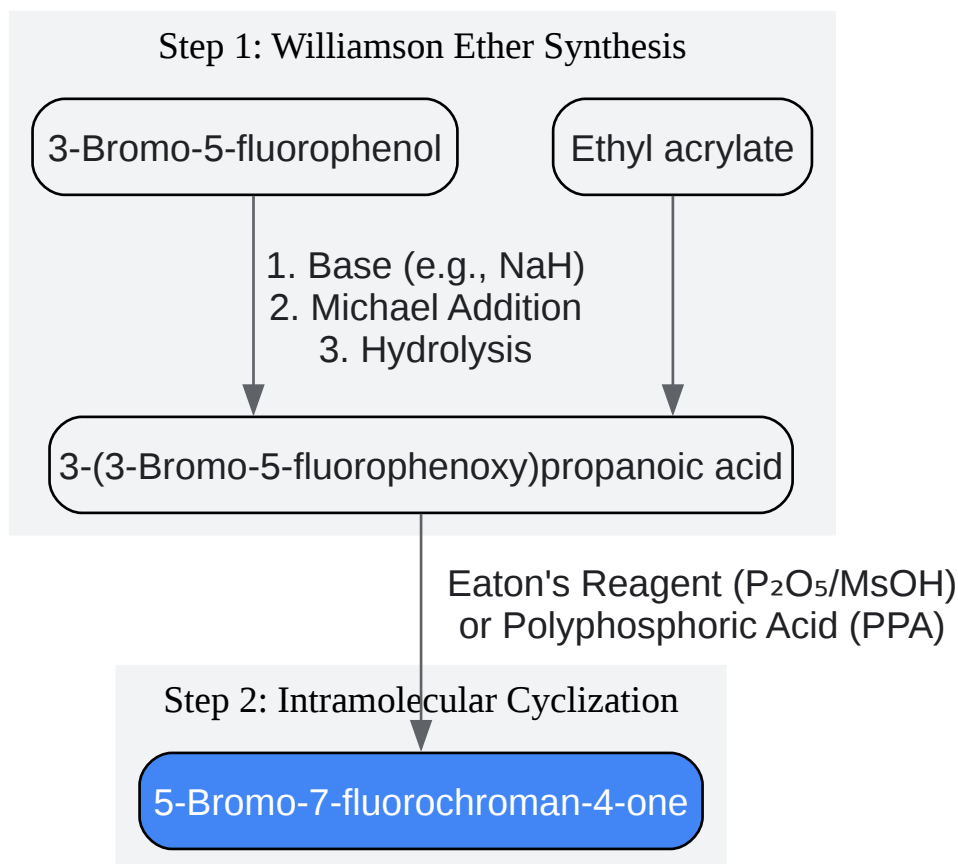 Step 1: Williamson Ether Synthesis
3-Bromo-5-fluorophenol
Ethyl acrylate
1. Base (e.g., NaH)
2. Michael Addition
3. Hydrolysis
3-(3-Bromo-5-fluorophenoxy)propanoic acid
Eaton's Reagent (P₂O₅/MsOH)
or Polyphosphoric Acid (PPA)
Step 2: Intramolecular Cyclization
5-Bromo-7-fluorochroman-4-one